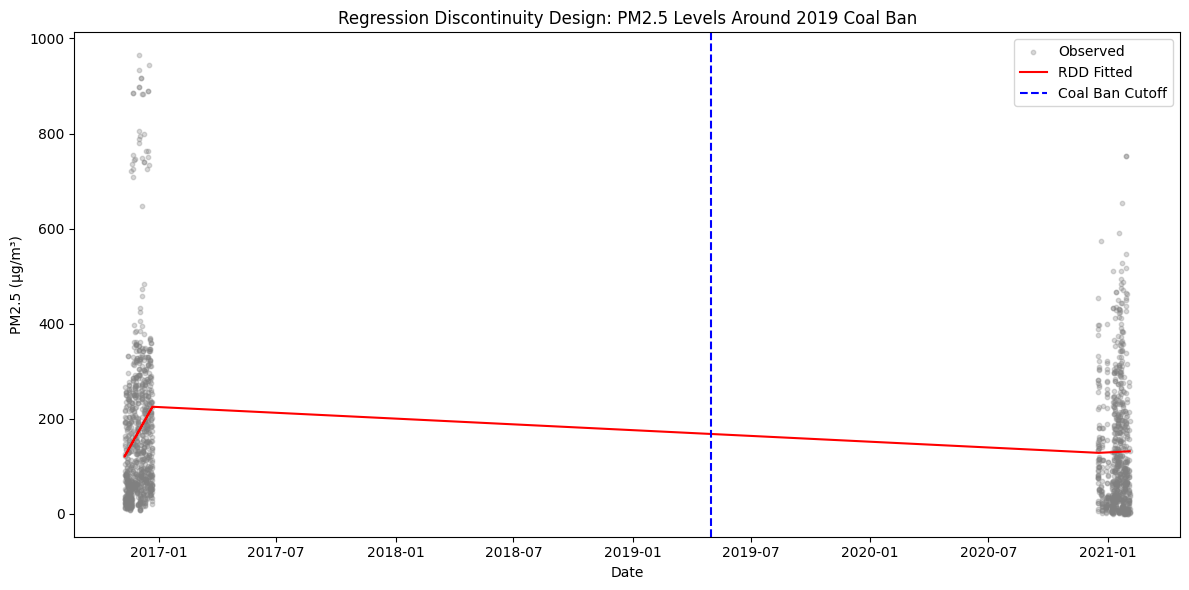 Regression Discontinuity Design: PM2.5 Levels Around 2019 Coal Ban
Observed
RDD Fitted
Coal Ban Cutoff
PM2.5 (µg/m³)
1000
800
600
400
200
0
2017-01
2017-07
2018-01
2018-07
2019-01
2019-07
2020-01
2020-07
2021-01
Date